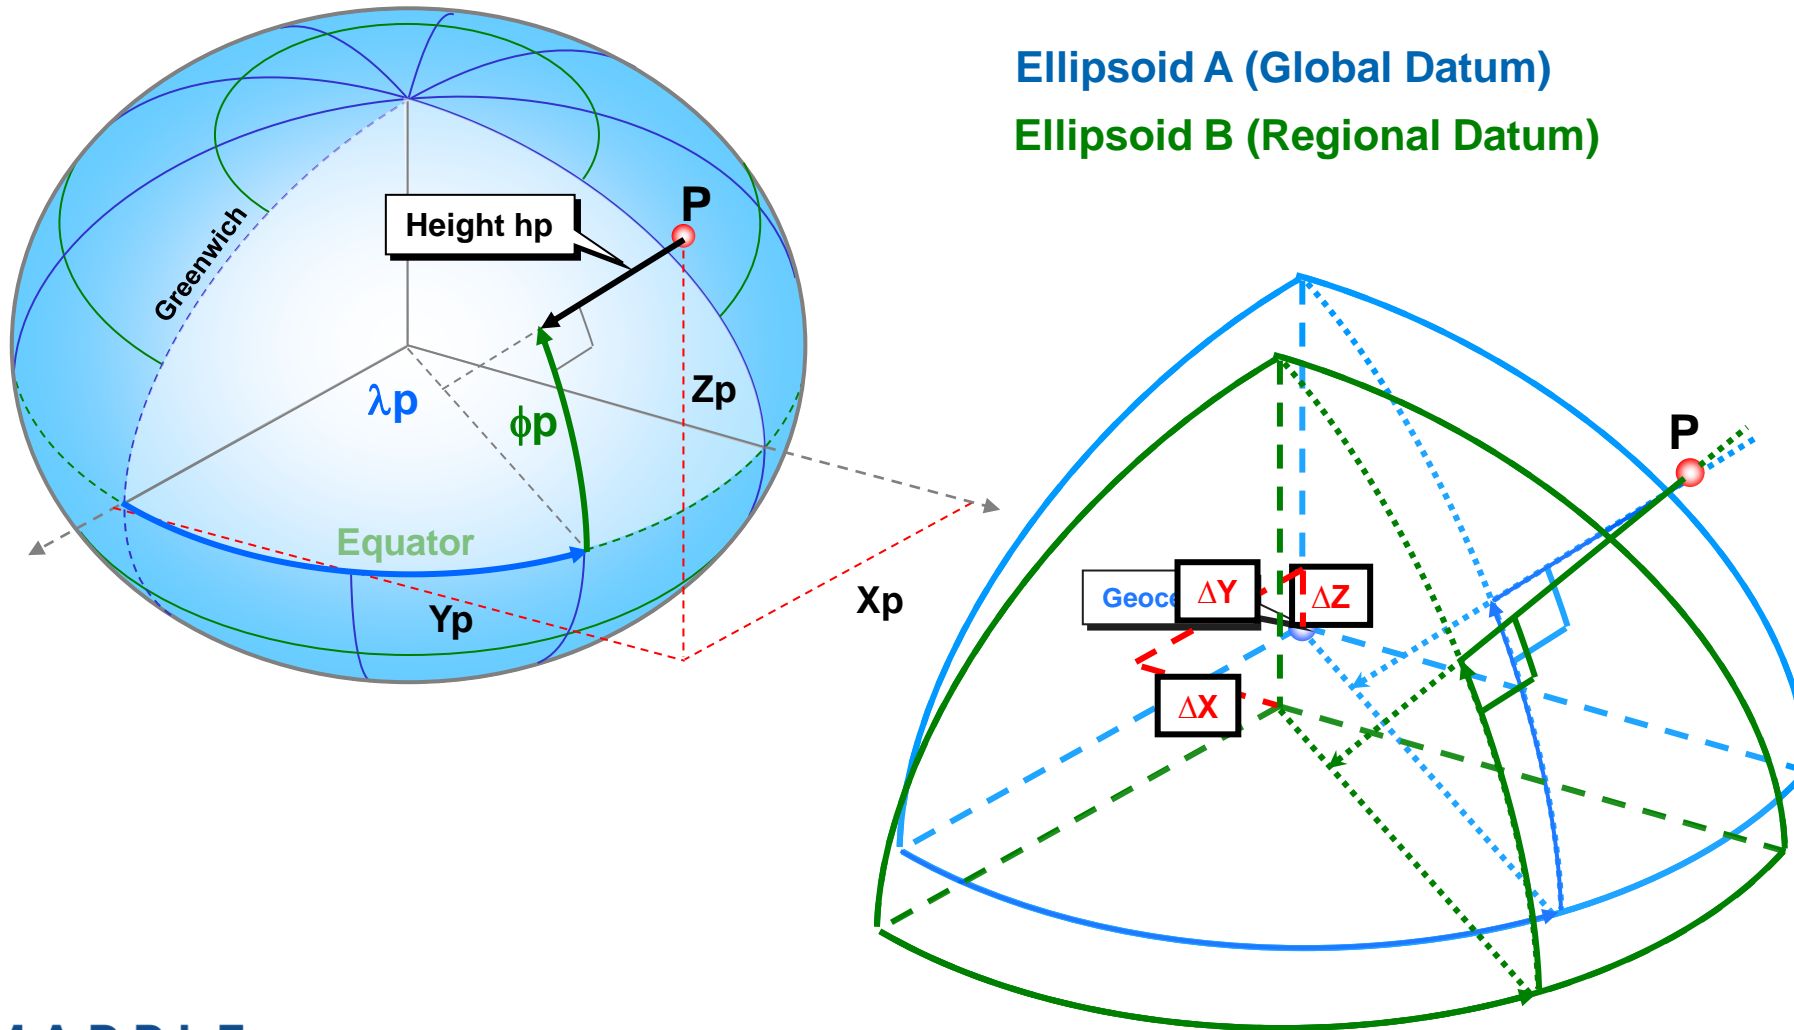 Ellipsoid A (Global Datum)
Ellipsoid B (Regional Datum)
P
Height hp
Greenwich
Zp
λp
ϕp
Equator
Yp
Xp
P
ΔY
ΔZ
ΔX